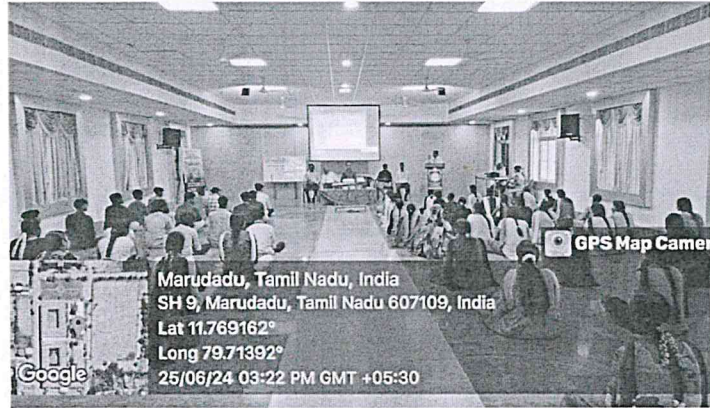 GPS Map Camer
Marudadu, Tamil Nadu, India
SH 9, Marudadu, Tamil Nadu 607109, India
Lat 11.769162°
Long 79.71392°
25/06/24 03:22 PM GMT +05:30
Google